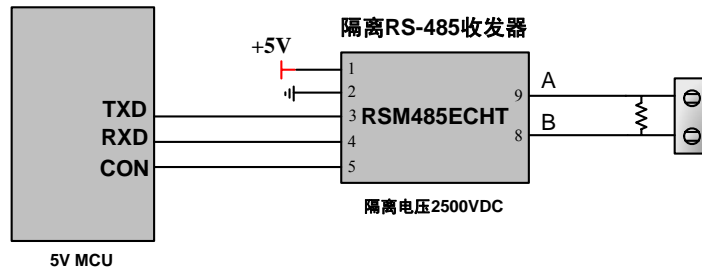 隔离RS-485收发器
+5V
1
2
TXD
3
RSM485ECHT
9
A
RXD
4
8
B
CON
5
隔离电压2500VDC
5V MCU